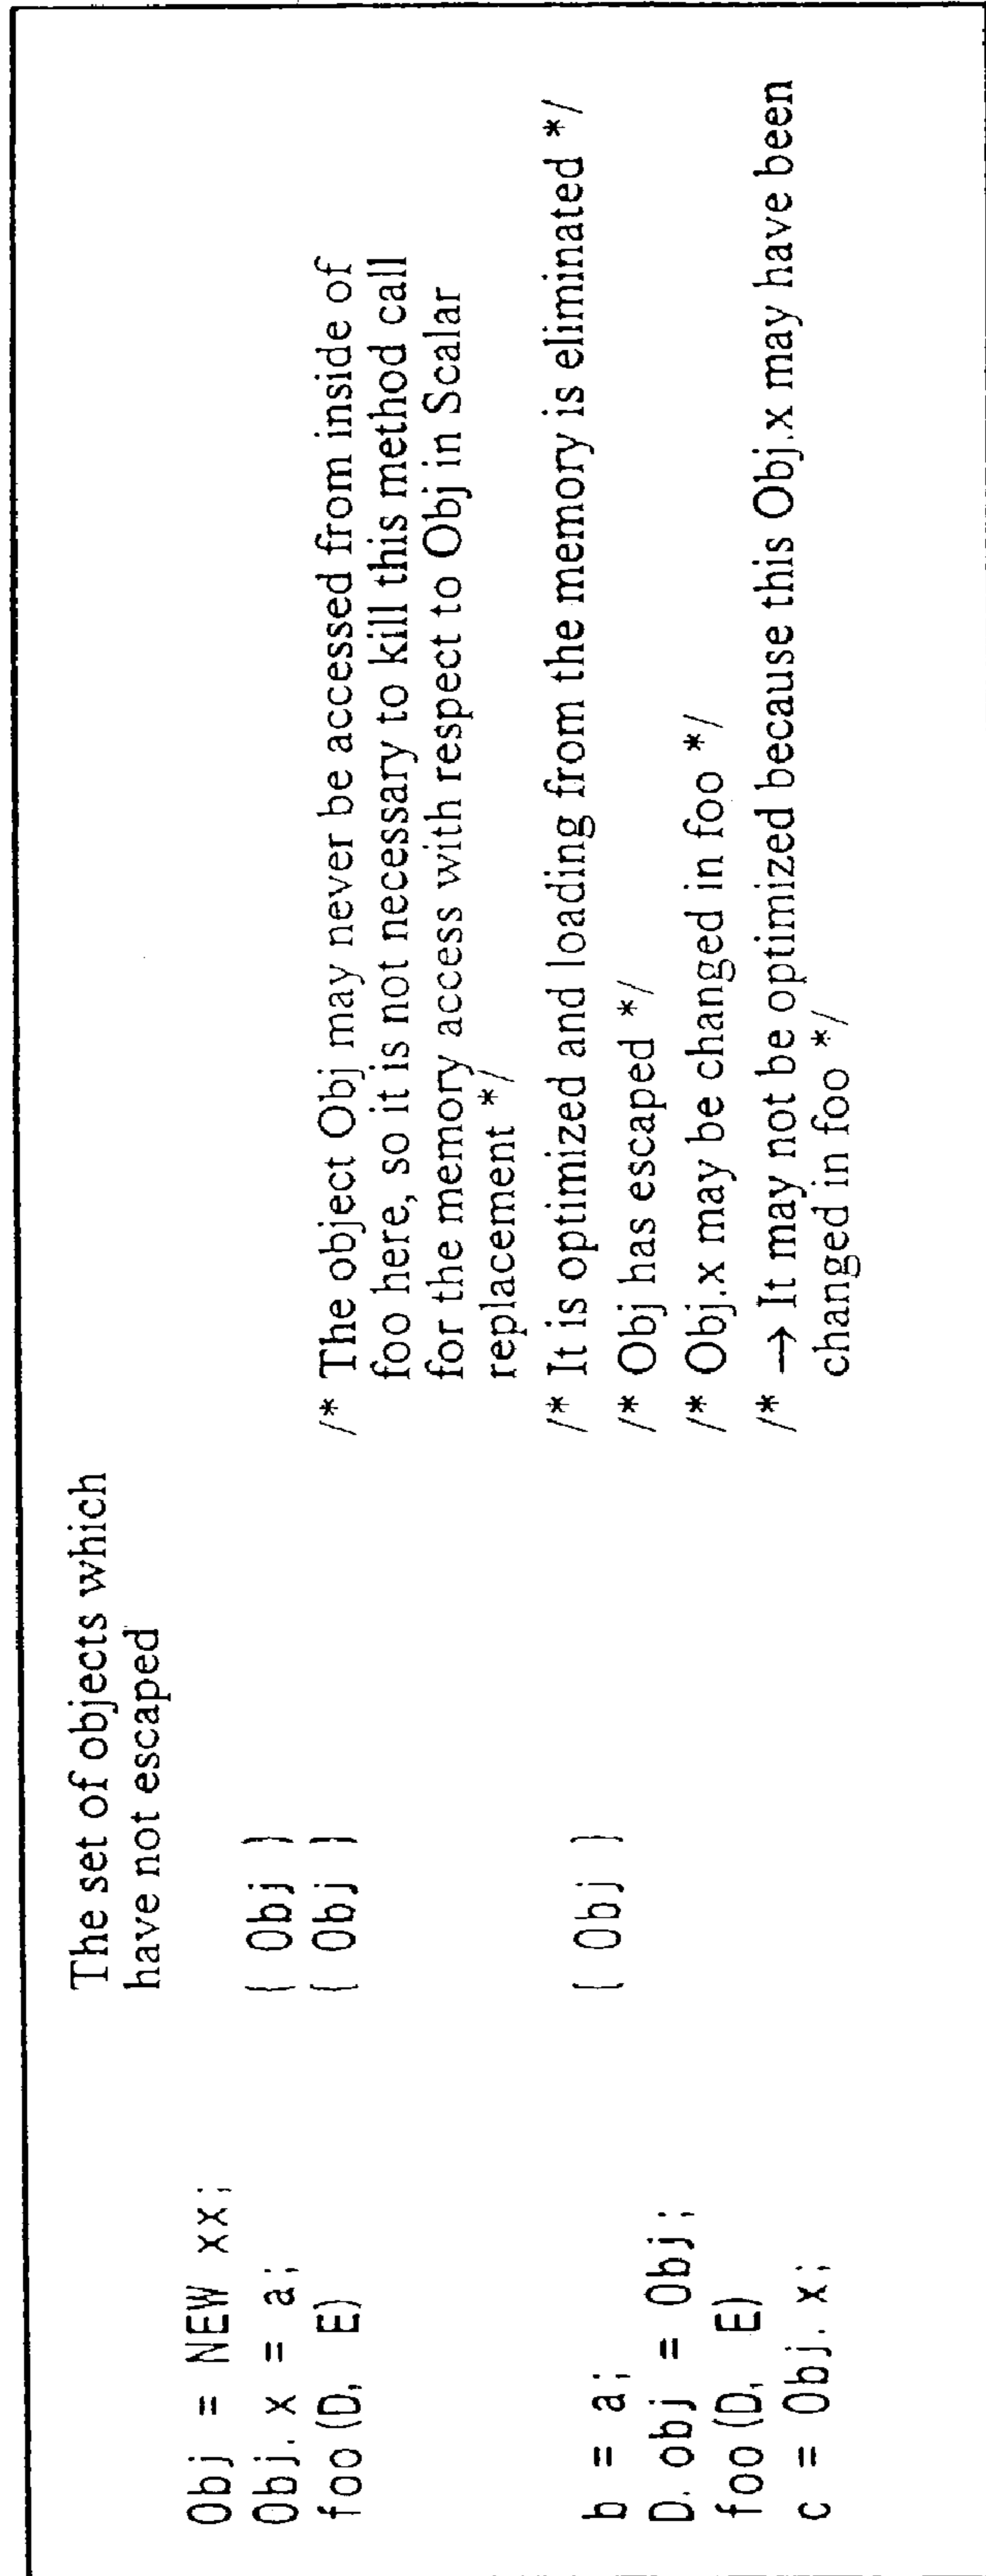 The set of objects which
have not escaped
Obj = NEW xx;
Obj. x = a; { Obj }
foo (D, E) { Obj } /* The object Obj may never be accessed from inside of
foo here, so it is not necessary to kill this method call
for the memory access with respect to Obj in Scalar
replacement */
b = a; { Obj } /* It is optimized and loading from the memory is eliminated */
D. obj = Obj; /* Obj has escaped */
foo (D, E) /* Obj.x may be changed in foo */
c = Obj. x; /* → It may not be optimized because this Obj.x may have been
changed in foo */